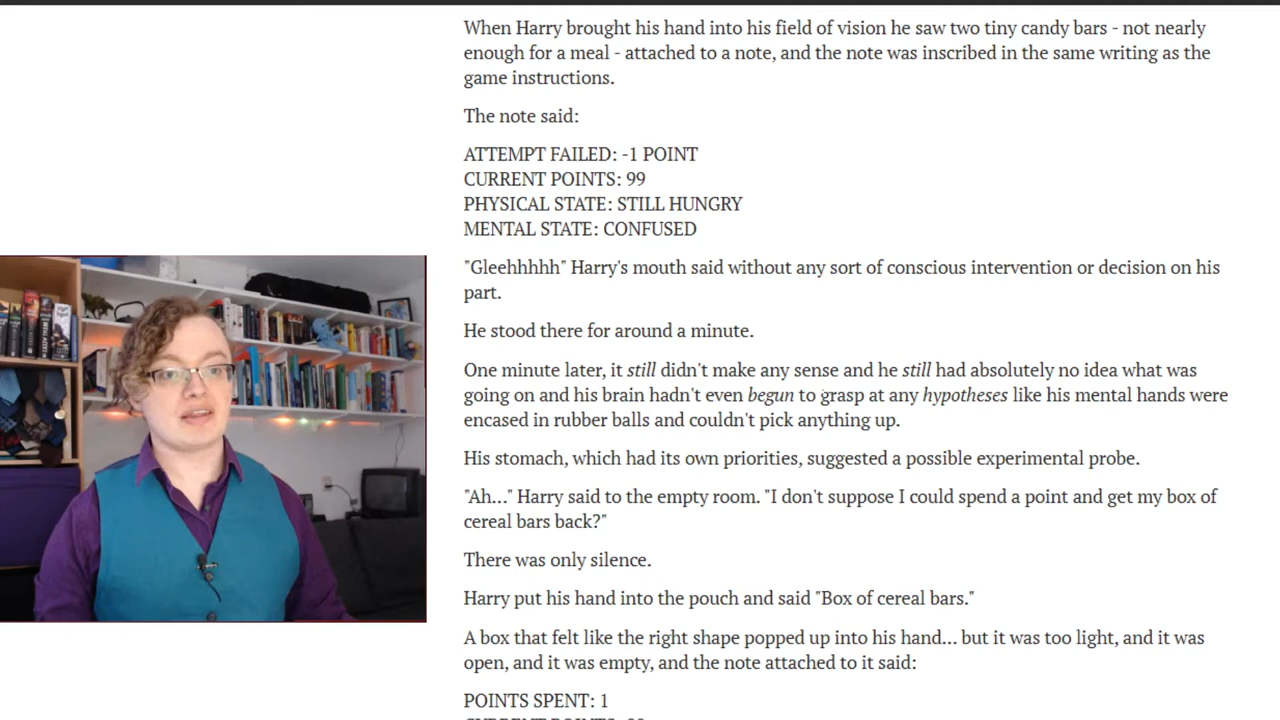 When Harry brought his hand into his field of vision he saw two tiny candy bars - not nearly
enough for a meal - attached to a note, and the note was inscribed in the same writing as the
game instructions.
The note said:
ATTEMPT FAILED: -1 POINT
CURRENT POINTS: 99
PHYSICAL STATE: STILL HUNGRY
MENTAL STATE: CONFUSED
"Gleehhhhh" Harry's mouth said without any sort of conscious intervention or decision on his
part.
He stood there for around a minute.
One minute later, it still didn't make any sense and he still had absolutely no idea what was
going on and his brain hadn't even begun to grasp at any hypotheses like his mental hands were
encased in rubber balls and couldn't pick anything up.
His stomach, which had its own priorities, suggested a possible experimental probe.
"Ah..." Harry said to the empty room. "I don't suppose I could spend a point and get my box of
cereal bars back?"
There was only silence.
Harry put his hand into the pouch and said "Box of cereal bars."
A box that felt like the right shape popped up into his hand... but it was too light, and it was
open, and it was empty, and the note attached to it said:
POINTS SPENT: 1